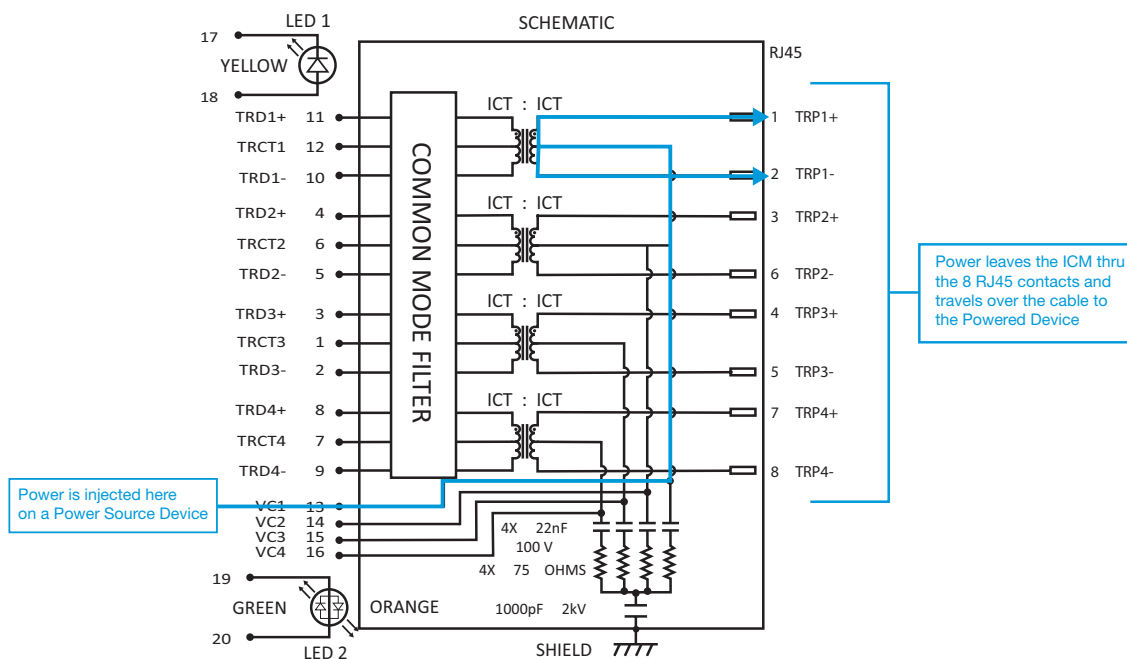 SCHEMATIC
LED 1
17
YELLOW
18
RJ45
ICT : ICT
TRD1+ 11
1 TRP1+
TRCT1 12
TRD1- 10
2 TRP1-
ICT : ICT
TRD2+ 4
3 TRP2+
TRCT2 6
TRD2- 5
6 TRP2-
ICT : ICT
TRD3+ 3
4 TRP3+
TRCT3 1
TRD3- 2
5 TRP3-
ICT : ICT
TRD4+ 8
7 TRP4+
TRCT4 7
TRD4- 9
8 TRP4-
COMMON MODE FILTER
Power leaves the ICM thru
the 8 RJ45 contacts and
travels over the cable to
the Powered Device
Power is injected here
on a Power Source Device
VC1 13
VC2 14
VC3 15
VC4 16
4X 22nF
100 V
4X 75 OHMS
1000pF 2kV
19
GREEN
ORANGE
20
LED 2
SHIELD